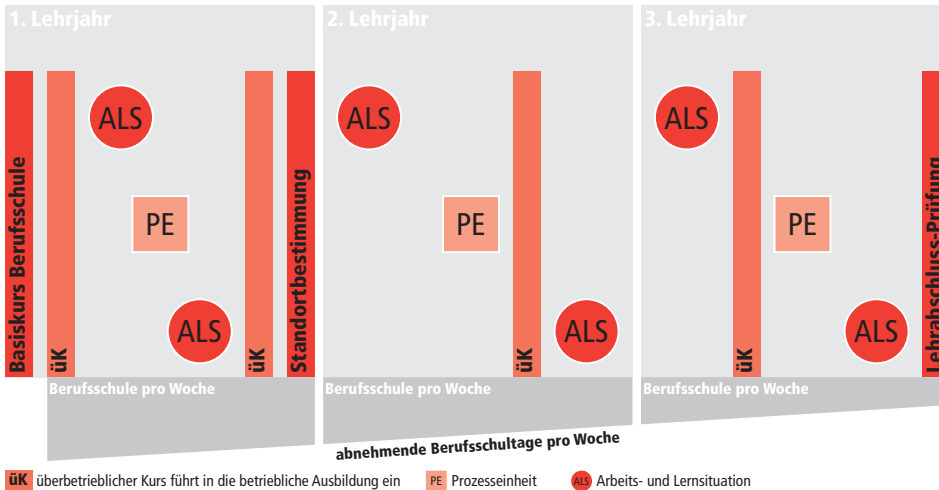 1. Lehrjahr
2. Lehrjahr
3. Lehrjahr
Basiskurs Berufsschule
üK
ALS
PE
ALS
üK
Standortbestimmung
ALS
PE
üK
ALS
ALS
üK
PE
ALS
Lehrabschluss-Prüfung
Berufsschule pro Woche
Berufsschule pro Woche
Berufsschule pro Woche
abnehmende Berufsschultage pro Woche
üK überbetrieblicher Kurs führt in die betriebliche Ausbildung ein
PE Prozesseinheit
ALS Arbeits- und Lernsituation